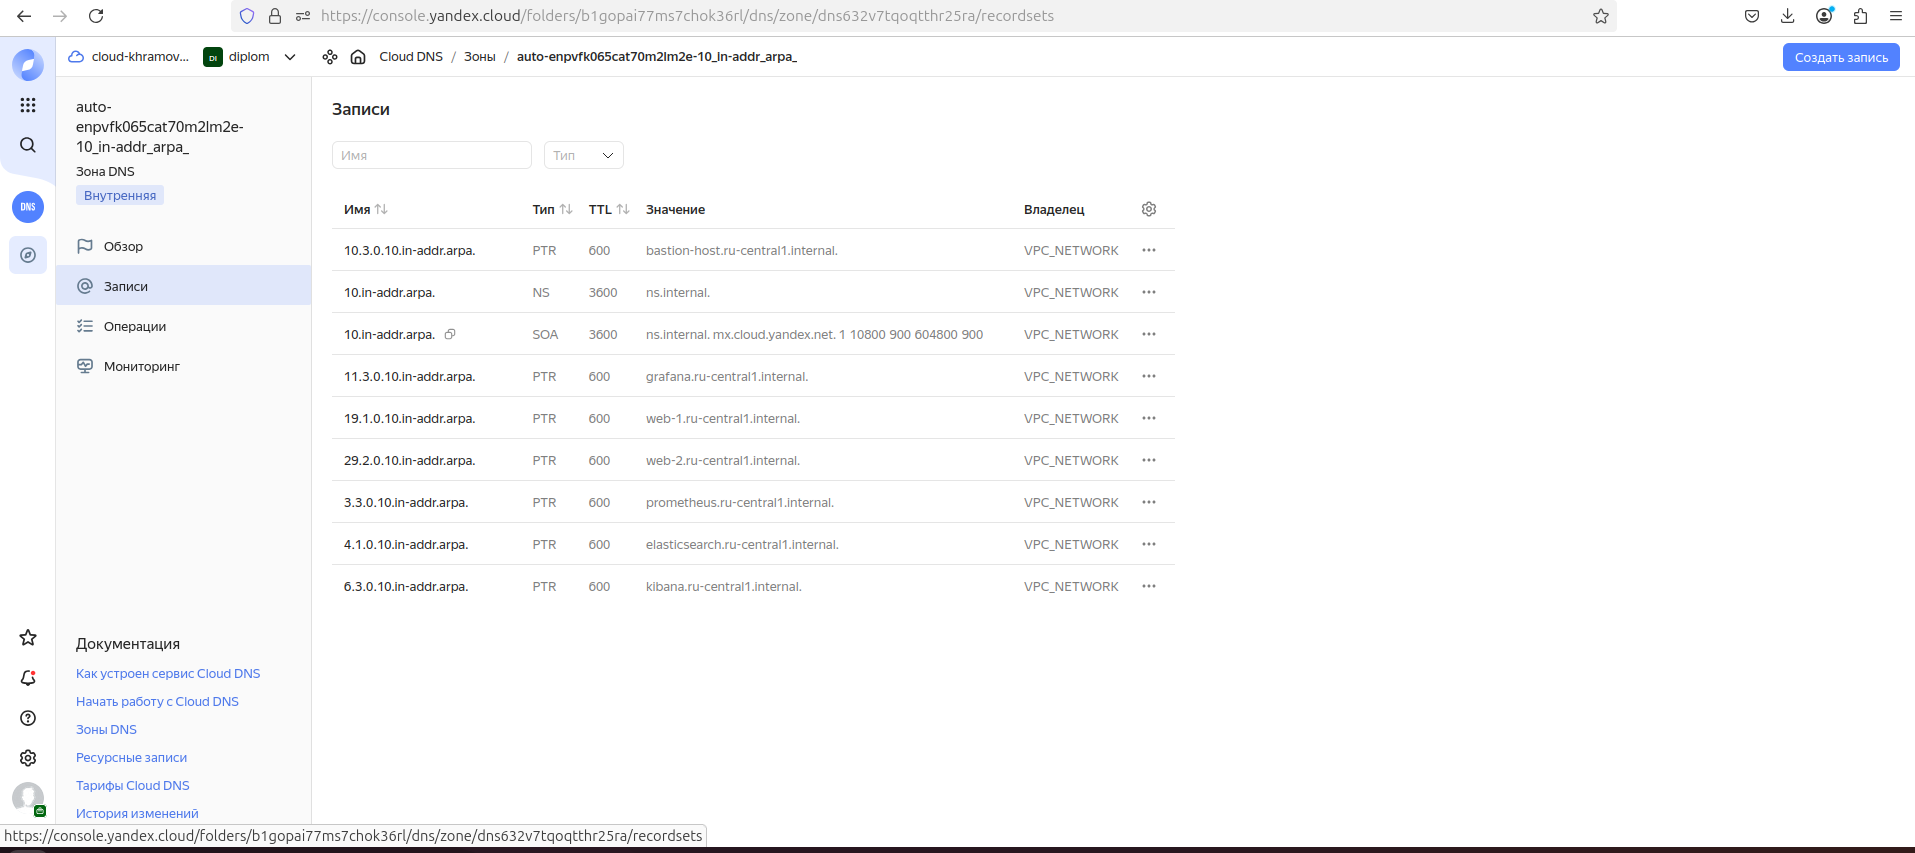 https://console.yandex.cloud/folders/b1gopai77ms7chok36rl/dns/zone/dns632v7tqoqtthr25ra/recordsets
cloud-khramov... DI diplom Cloud DNS / Зоны / auto-enpvfk065cat70m2lm2e-10_in-addr_arpa_ Создать запись
auto-
enpvfk065cat70m2lm2e-
10_in-addr_arpa_
Зона DNS
Внутренняя
DNS
Обзор
Записи
Операции
Мониторинг
Документация
Как устроен сервис Cloud DNS
Начать работу с Cloud DNS
Зоны DNS
Ресурсные записи
Тарифы Cloud DNS
История изменений
Записи
Имя Тип
Имя Тип TTL Значение Владелец
10.3.0.10.in-addr.arpa. PTR 600 bastion-host.ru-central1.internal. VPC_NETWORK
10.in-addr.arpa. NS 3600 ns.internal. VPC_NETWORK
10.in-addr.arpa. SOA 3600 ns.internal. mx.cloud.yandex.net. 1 10800 900 604800 900 VPC_NETWORK
11.3.0.10.in-addr.arpa. PTR 600 grafana.ru-central1.internal. VPC_NETWORK
19.1.0.10.in-addr.arpa. PTR 600 web-1.ru-central1.internal. VPC_NETWORK
29.2.0.10.in-addr.arpa. PTR 600 web-2.ru-central1.internal. VPC_NETWORK
3.3.0.10.in-addr.arpa. PTR 600 prometheus.ru-central1.internal. VPC_NETWORK
4.1.0.10.in-addr.arpa. PTR 600 elasticsearch.ru-central1.internal. VPC_NETWORK
6.3.0.10.in-addr.arpa. PTR 600 kibana.ru-central1.internal. VPC_NETWORK
https://console.yandex.cloud/folders/b1gopai77ms7chok36rl/dns/zone/dns632v7tqoqtthr25ra/recordsets